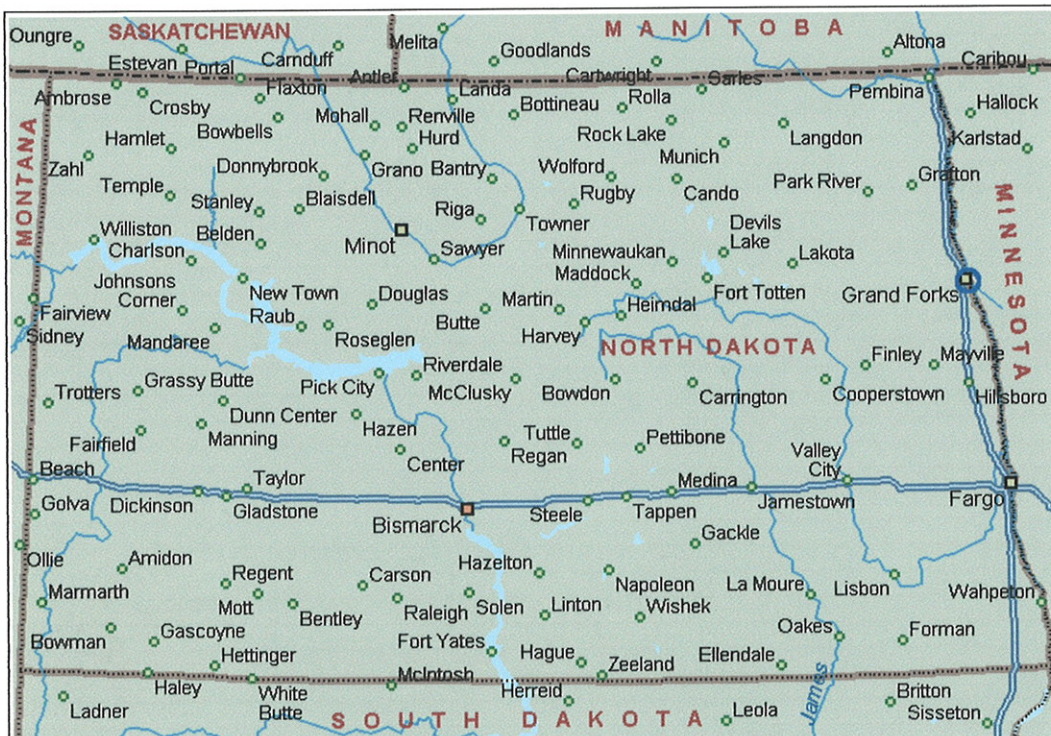 Oungre
SASKATCHEWAN
Melita
MANITOBA
Altona
Estevan
Portal
Carnduff
Goodlands
Cartwright
Sarles
Caribou
Ambrose
Crosby
Flaxton
Antler
Landa
Bottineau
Rolla
Pembina
Hallock
Hamlet
Bowbells
Mohall
Renville
Hurd
Rock Lake
Langdon
Karlstad
MONTANA
Zahl
Donnybrook
Grano
Bantry
Wolford
Munich
Temple
Stanley
Blaisdell
Riga
Rugby
Cando
Park River
Grafton
MINNESOTA
Williston
Belden
Minot
Sawyer
Towner
Devils
Lake
Charlson
Minnewaukan
Lakota
Johnsons
Corner
New Town
Douglas
Maddock
Fort Totten
Grand Forks
Fairview
Raub
Butte
Martin
Heimdal
Sidney
Mandaree
Roseglen
Harvey
NORTH DAKOTA
Finley
Mayville
Trotters
Grassy Butte
Pick City
Riverdale
McClusky
Bowdon
Carrington
Cooperstown
Hillsboro
Dunn Center
Fairfield
Manning
Hazen
Tuttle
Regan
Pettibone
Valley
City
Beach
Center
Taylor
Medina
Golva
Dickinson
Gladstone
Bismarck
Steele
Tappen
Jamestown
Fargo
Ollie
Amidon
Gackle
Marmarth
Regent
Carson
Hazelton
Napoleon
La Moure
Lisbon
Wahpeton
Mott
Bentley
Raleigh
Solen
Linton
Wishek
Bowman
Gascoyne
Fort Yates
Oakes
Forman
Hettinger
Hague
Zeeland
Ellendale
Haley
White
Butte
McIntosh
Herreid
James
Britton
Ladner
SOUTH DAKOTA
Leola
Sisseton